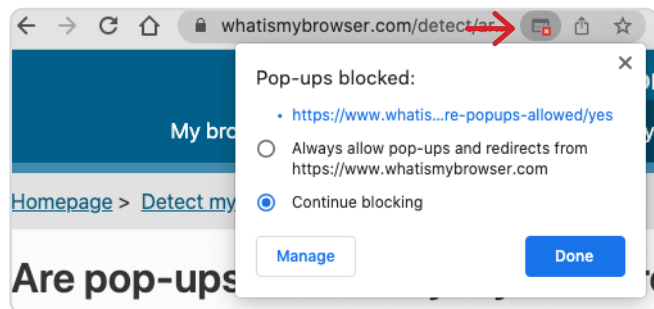 whatismybrowser.com/detect/ar...
Pop-ups blocked:
https://www.whatis...re-popups-allowed/yes
My bro
Always allow pop-ups and redirects from
https://www.whatismybrowser.com
Homepage > Detect my
Continue blocking
Manage
Done
Are pop-ups